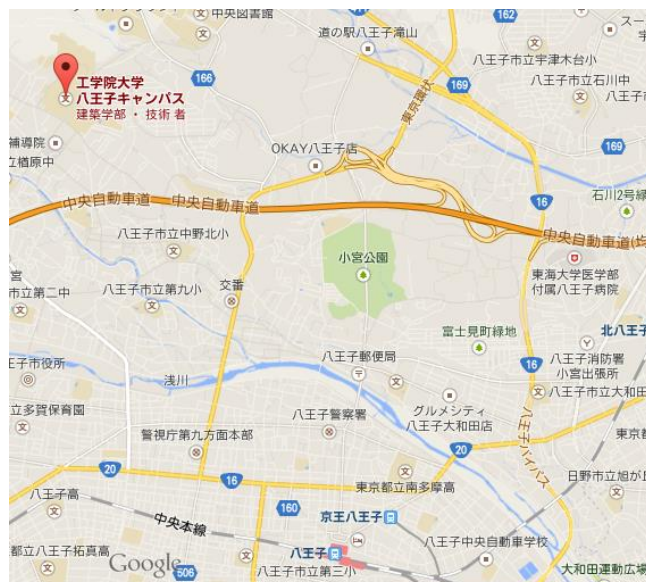 中央図書館
162
道の駅八王子滝山
八王子市立宇津木台小
工学院大学
八王子キャンパス
建築学部 ・ 技術 者
166
169
八王子市立石川中
東京環状
補導院
OKAY八王子店
169
立楢原中
16
石川2号緑
中央自動車道
中央自動車道
中央自動車道(均
八王子市立中野北小
小宮公園
東海大学医学部
付属八王子病院
宮
市立第二中
八王子市立第九小
交番
富士見町緑地
北八王子
八王子郵便局
八王子消防署
小宮出張所
子市役所
浅川
16
八王子市立大和田
グルメシティ
八王子大和田店
立多賀保育園
八王子警察署
警視庁第九方面本部
八王子バイパス
20
東京都
20
16
東京都立南多摩高
日野市立旭が丘
八王子高
160
京王八王子
中央本線
八王子
八王子中央自動車学校
都立八王子拓真高
Google
506
八王子市立第三小
大和田運動広場